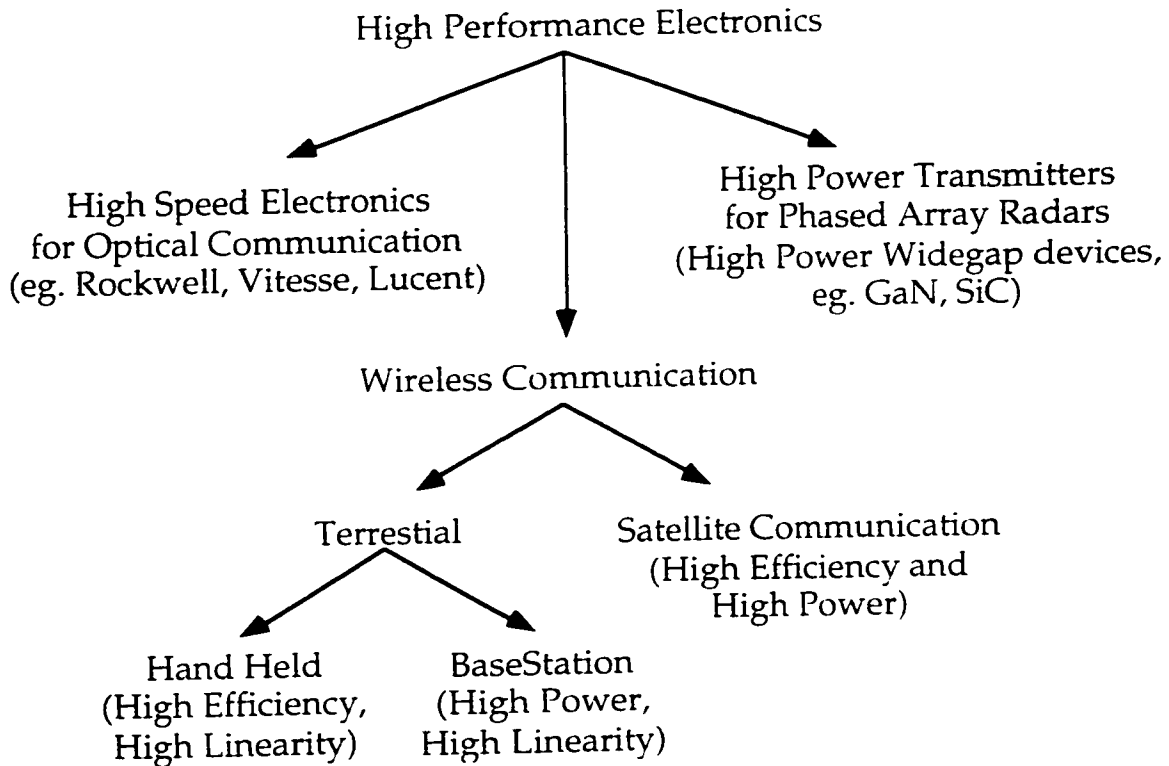 High Performance Electronics
High Speed Electronics
for Optical Communication
(eg. Rockwell, Vitesse, Lucent)
High Power Transmitters
for Phased Array Radars
(High Power Widegap devices,
eg. GaN, SiC)
Wireless Communication
Terrestial
Satellite Communication
(High Efficiency and
High Power)
Hand Held
(High Efficiency,
High Linearity)
BaseStation
(High Power,
High Linearity)